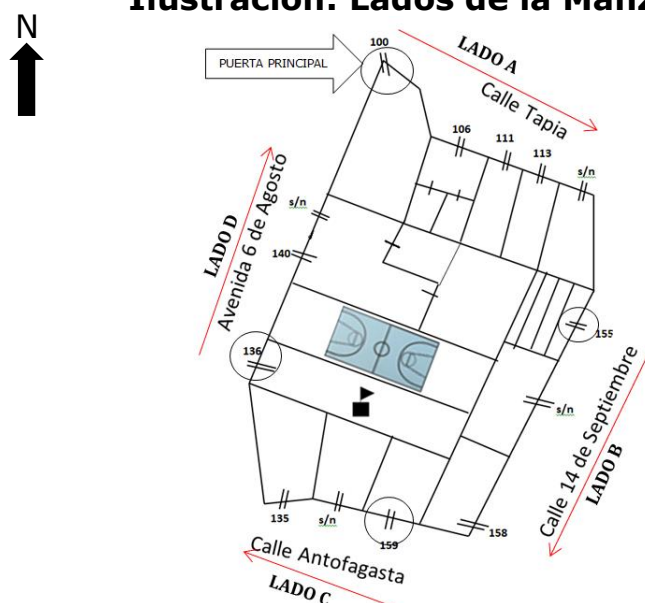 Ilustración: Lados de la Manz
N
PUERTA PRINCIPAL
100
LADO A
Calle Tapia
106
111
113
s/n
s/n
140
LADO D
Avenida 6 de Agosto
136
155
s/n
Calle 14 de Septiembre
LADO B
158
135
s/n
159
Calle Antofagasta
LADO C